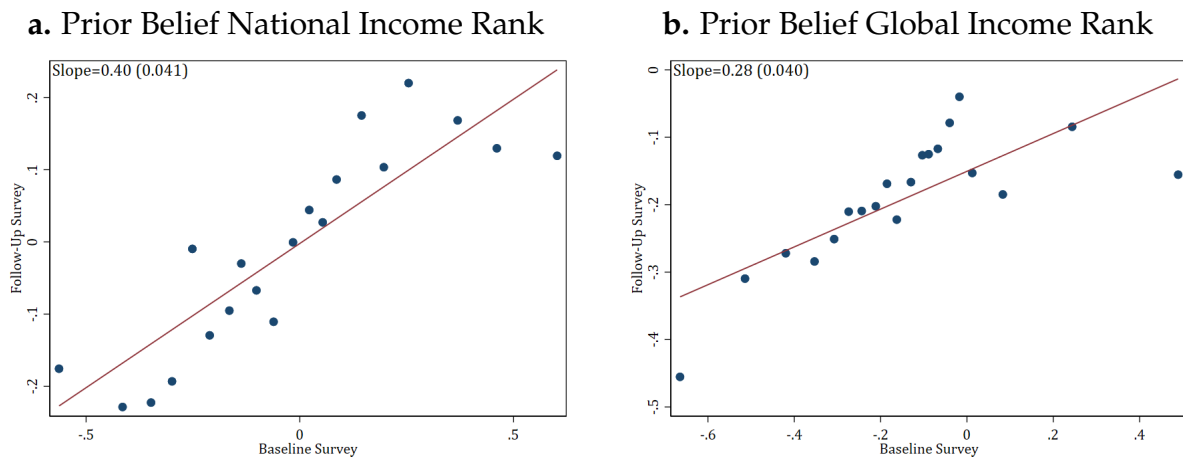 a. Prior Belief National Income Rank
Slope=0.40 (0.041)
.2
.1
0
-.1
-.2
Follow-Up Survey
-.5
0
.5
Baseline Survey
b. Prior Belief Global Income Rank
Slope=0.28 (0.040)
0
-.1
-.2
-.3
-.4
-.5
Follow-Up Survey
-.6
-.4
-.2
0
.2
.4
Baseline Survey